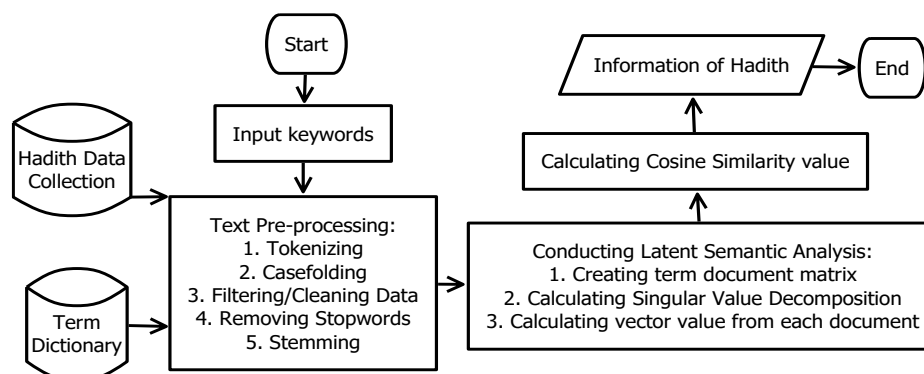 Start
Input keywords
Hadith Data
Collection
Term
Dictionary
Text Pre-processing:
1. Tokenizing
2. Casefolding
3. Filtering/Cleaning Data
4. Removing Stopwords
5. Stemming
Conducting Latent Semantic Analysis:
1. Creating term document matrix
2. Calculating Singular Value Decomposition
3. Calculating vector value from each document
Calculating Cosine Similarity value
Information of Hadith
End